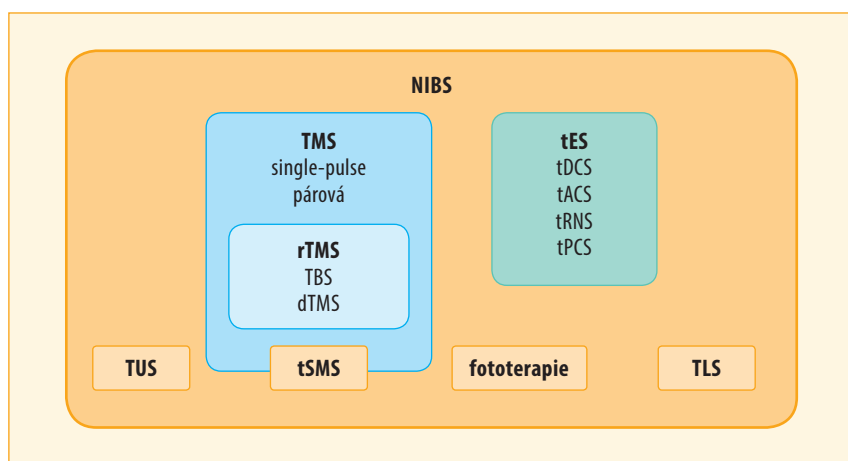 NIBS
TMS
single-pulse
párová
rTMS
TBS
dTMS
tES
tDCS
tACS
tRNS
tPCS
TUS
tSMS
fototerapie
TLS